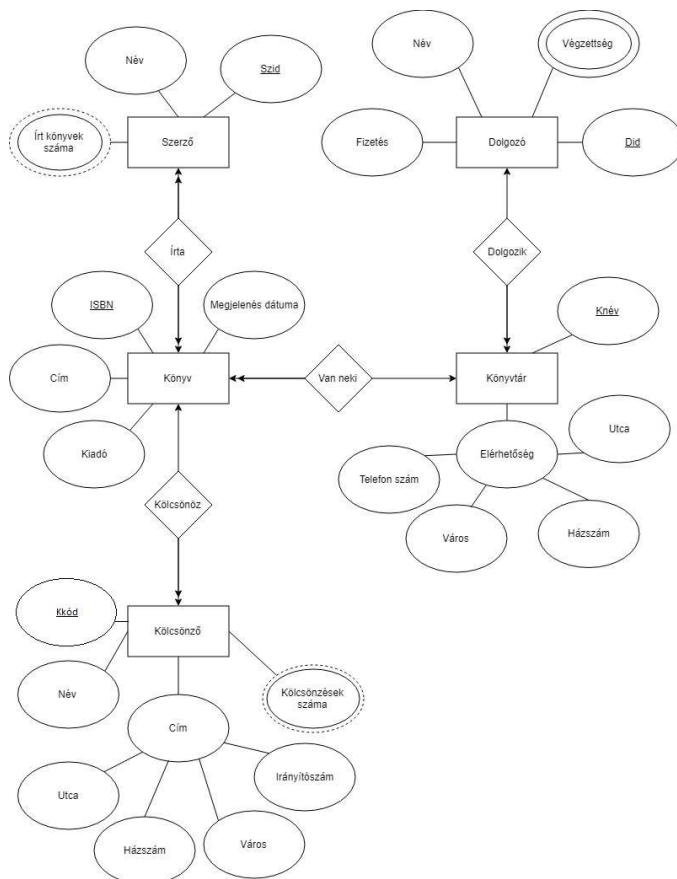 Név
Szid
Írt könyvek
száma
Szerző
Név
Végzettség
Fizetés
Dolgozó
Did
Írta
Dolgozik
ISBN
Megjelenés dátuma
Knév
Cím
Könyv
Van neki
Könyvtár
Kiadó
Elérhetőség
Utca
Telefon szám
Város
Házszám
Kölcsönöz
Kkód
Kölcsönző
Név
Kölcsönzések
száma
Cím
Irányítószám
Utca
Házszám
Város